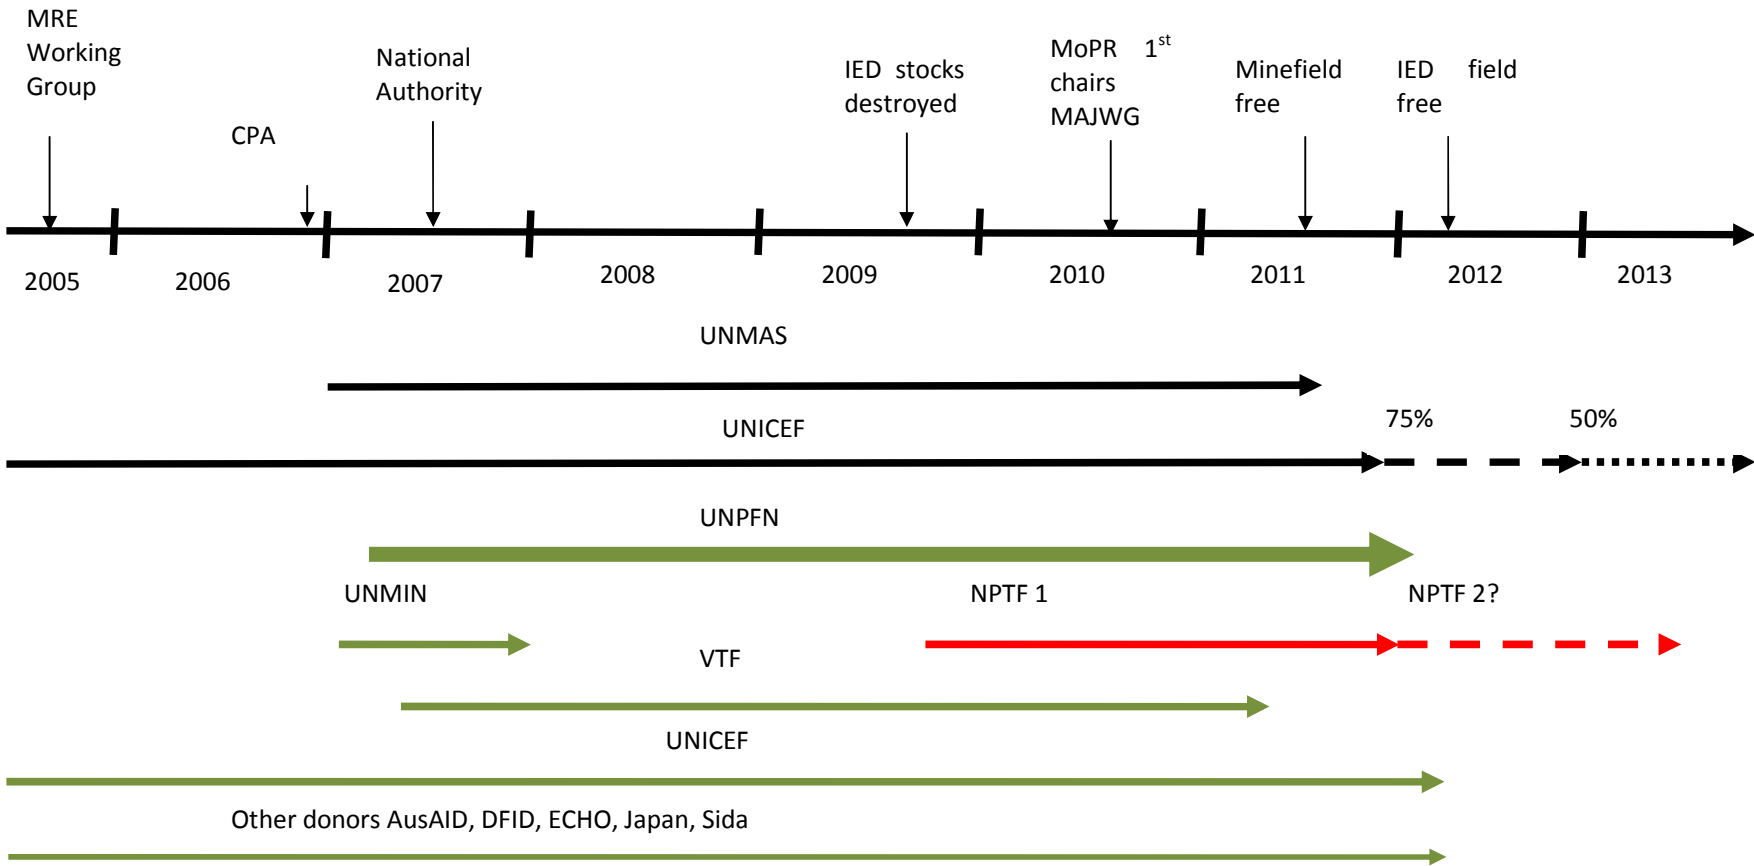 MRE
Working
Group
CPA
National
Authority
IED stocks
destroyed
MoPR 1st
chairs
MAJWG
Minefield
free
IED field
free
2005 2006 2007 2008 2009 2010 2011 2012 2013
UNMAS
UNICEF 75% 50%
UNPFN
UNMIN NPTF 1 NPTF 2?
VTF
UNICEF
Other donors AusAID, DFID, ECHO, Japan, Sida